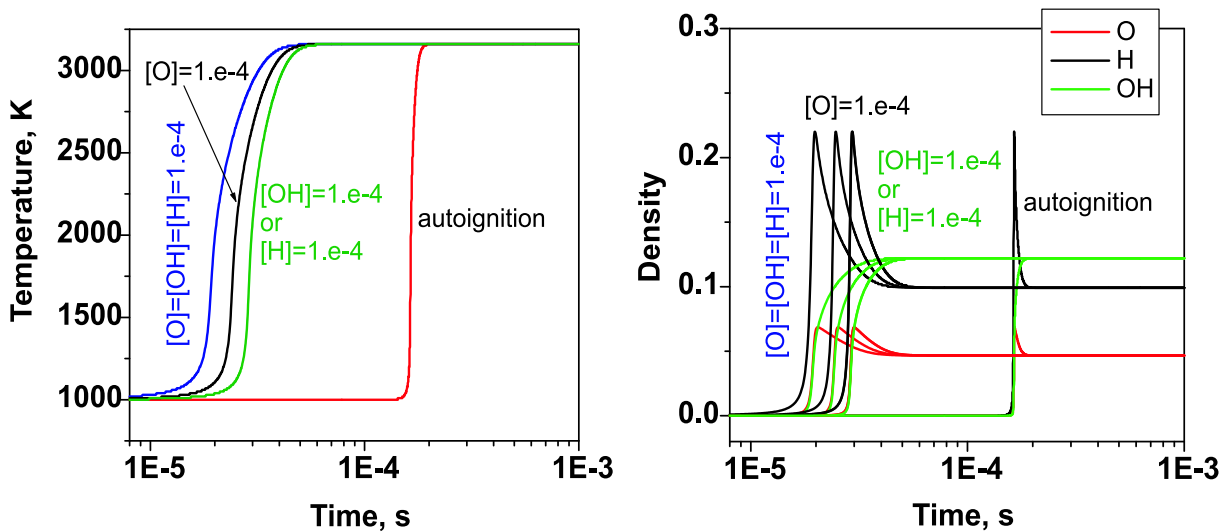 Temperature, K
3000
2500
2000
1500
1000
[O]=[OH]=[H]=1.e-4
[O]=1.e-4
[OH]=1.e-4
or
[H]=1.e-4
autoignition
1E-5
1E-4
1E-3
Time, s
Density
0.3
0.2
0.1
0.0
[O]=[OH]=[H]=1.e-4
[O]=1.e-4
[OH]=1.e-4
or
[H]=1.e-4
autoignition
O
H
OH
1E-5
1E-4
1E-3
Time, s